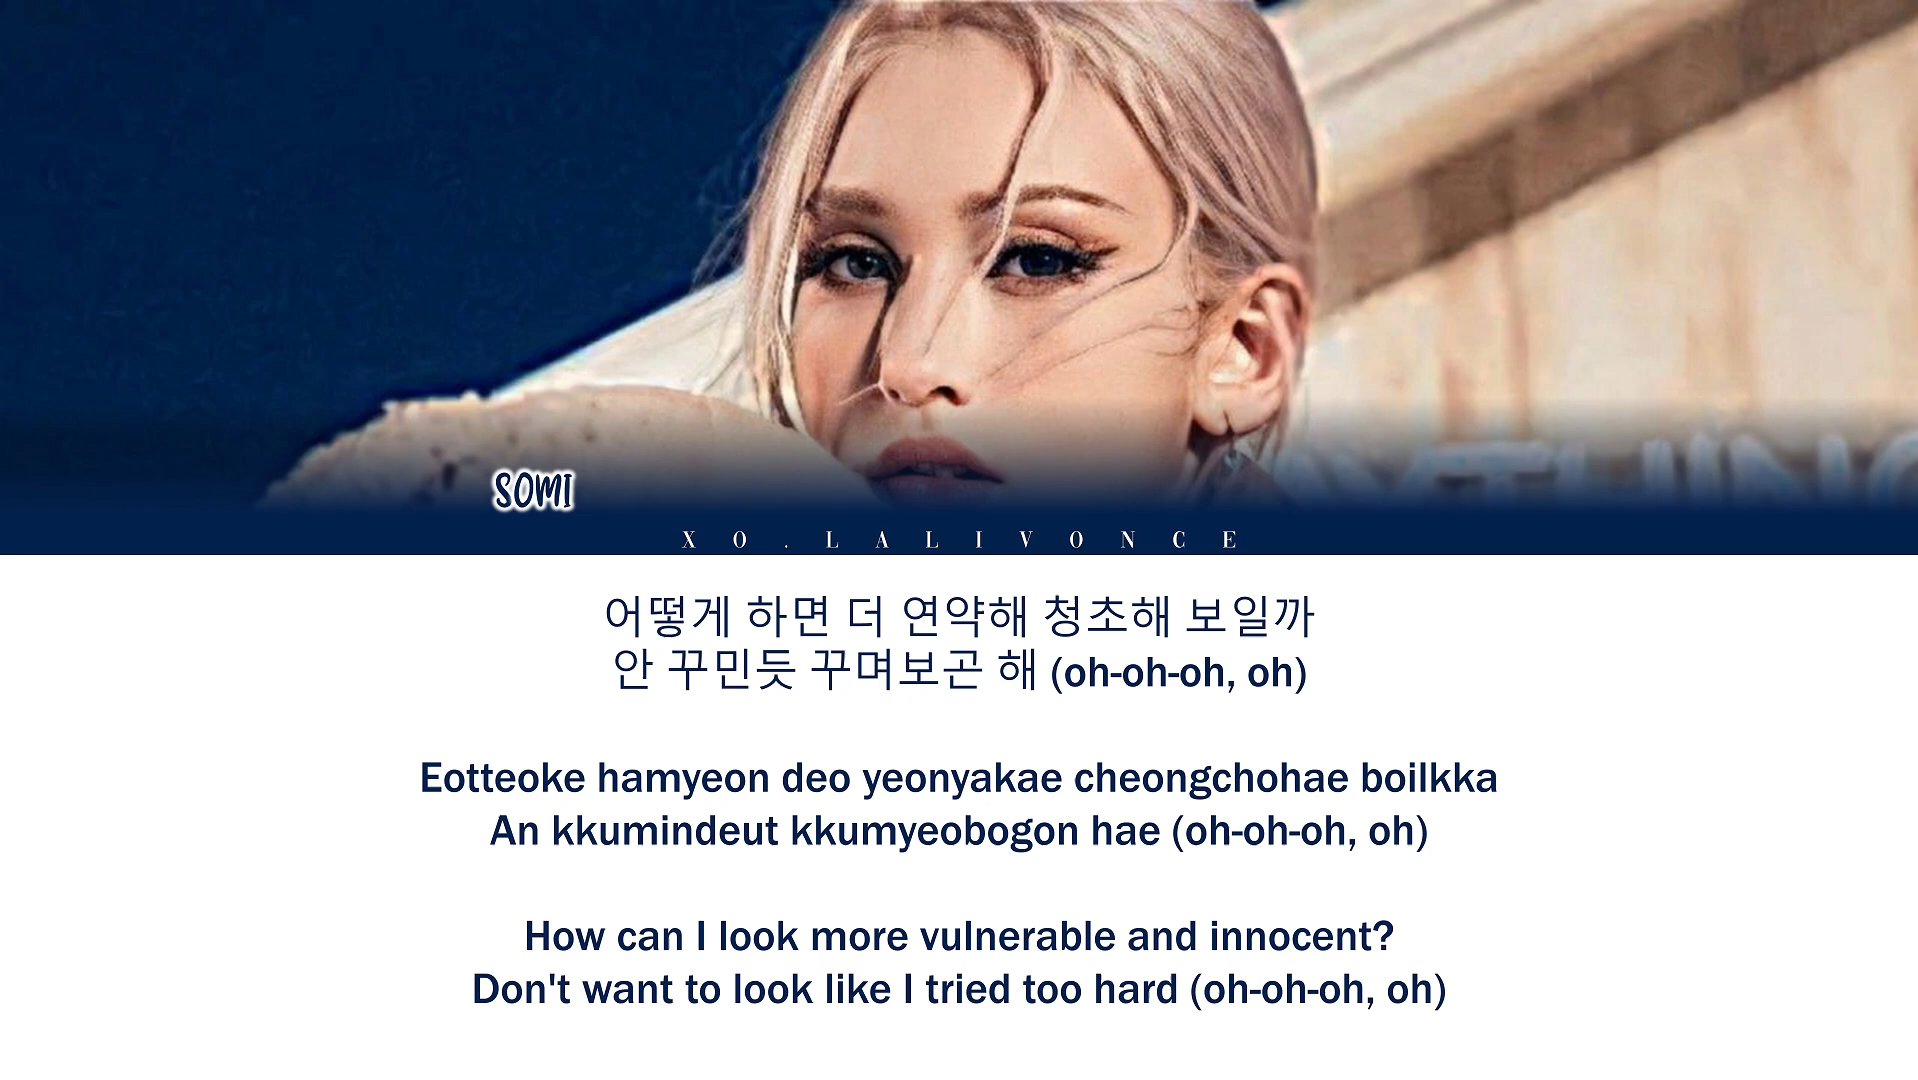 SOMI
XO.LALIVONCE
어떻게 하면 더 연약해 청초해 보일까
안 꾸민듯 꾸며보곤 해 (oh-oh-oh, oh)
Eotteoke hamyeon deo yeonyakae cheongchohae boilkka
An kkumindeut kkumyeobogon hae (oh-oh-oh, oh)
How can I look more vulnerable and innocent?
Don't want to look like I tried too hard (oh-oh-oh, oh)